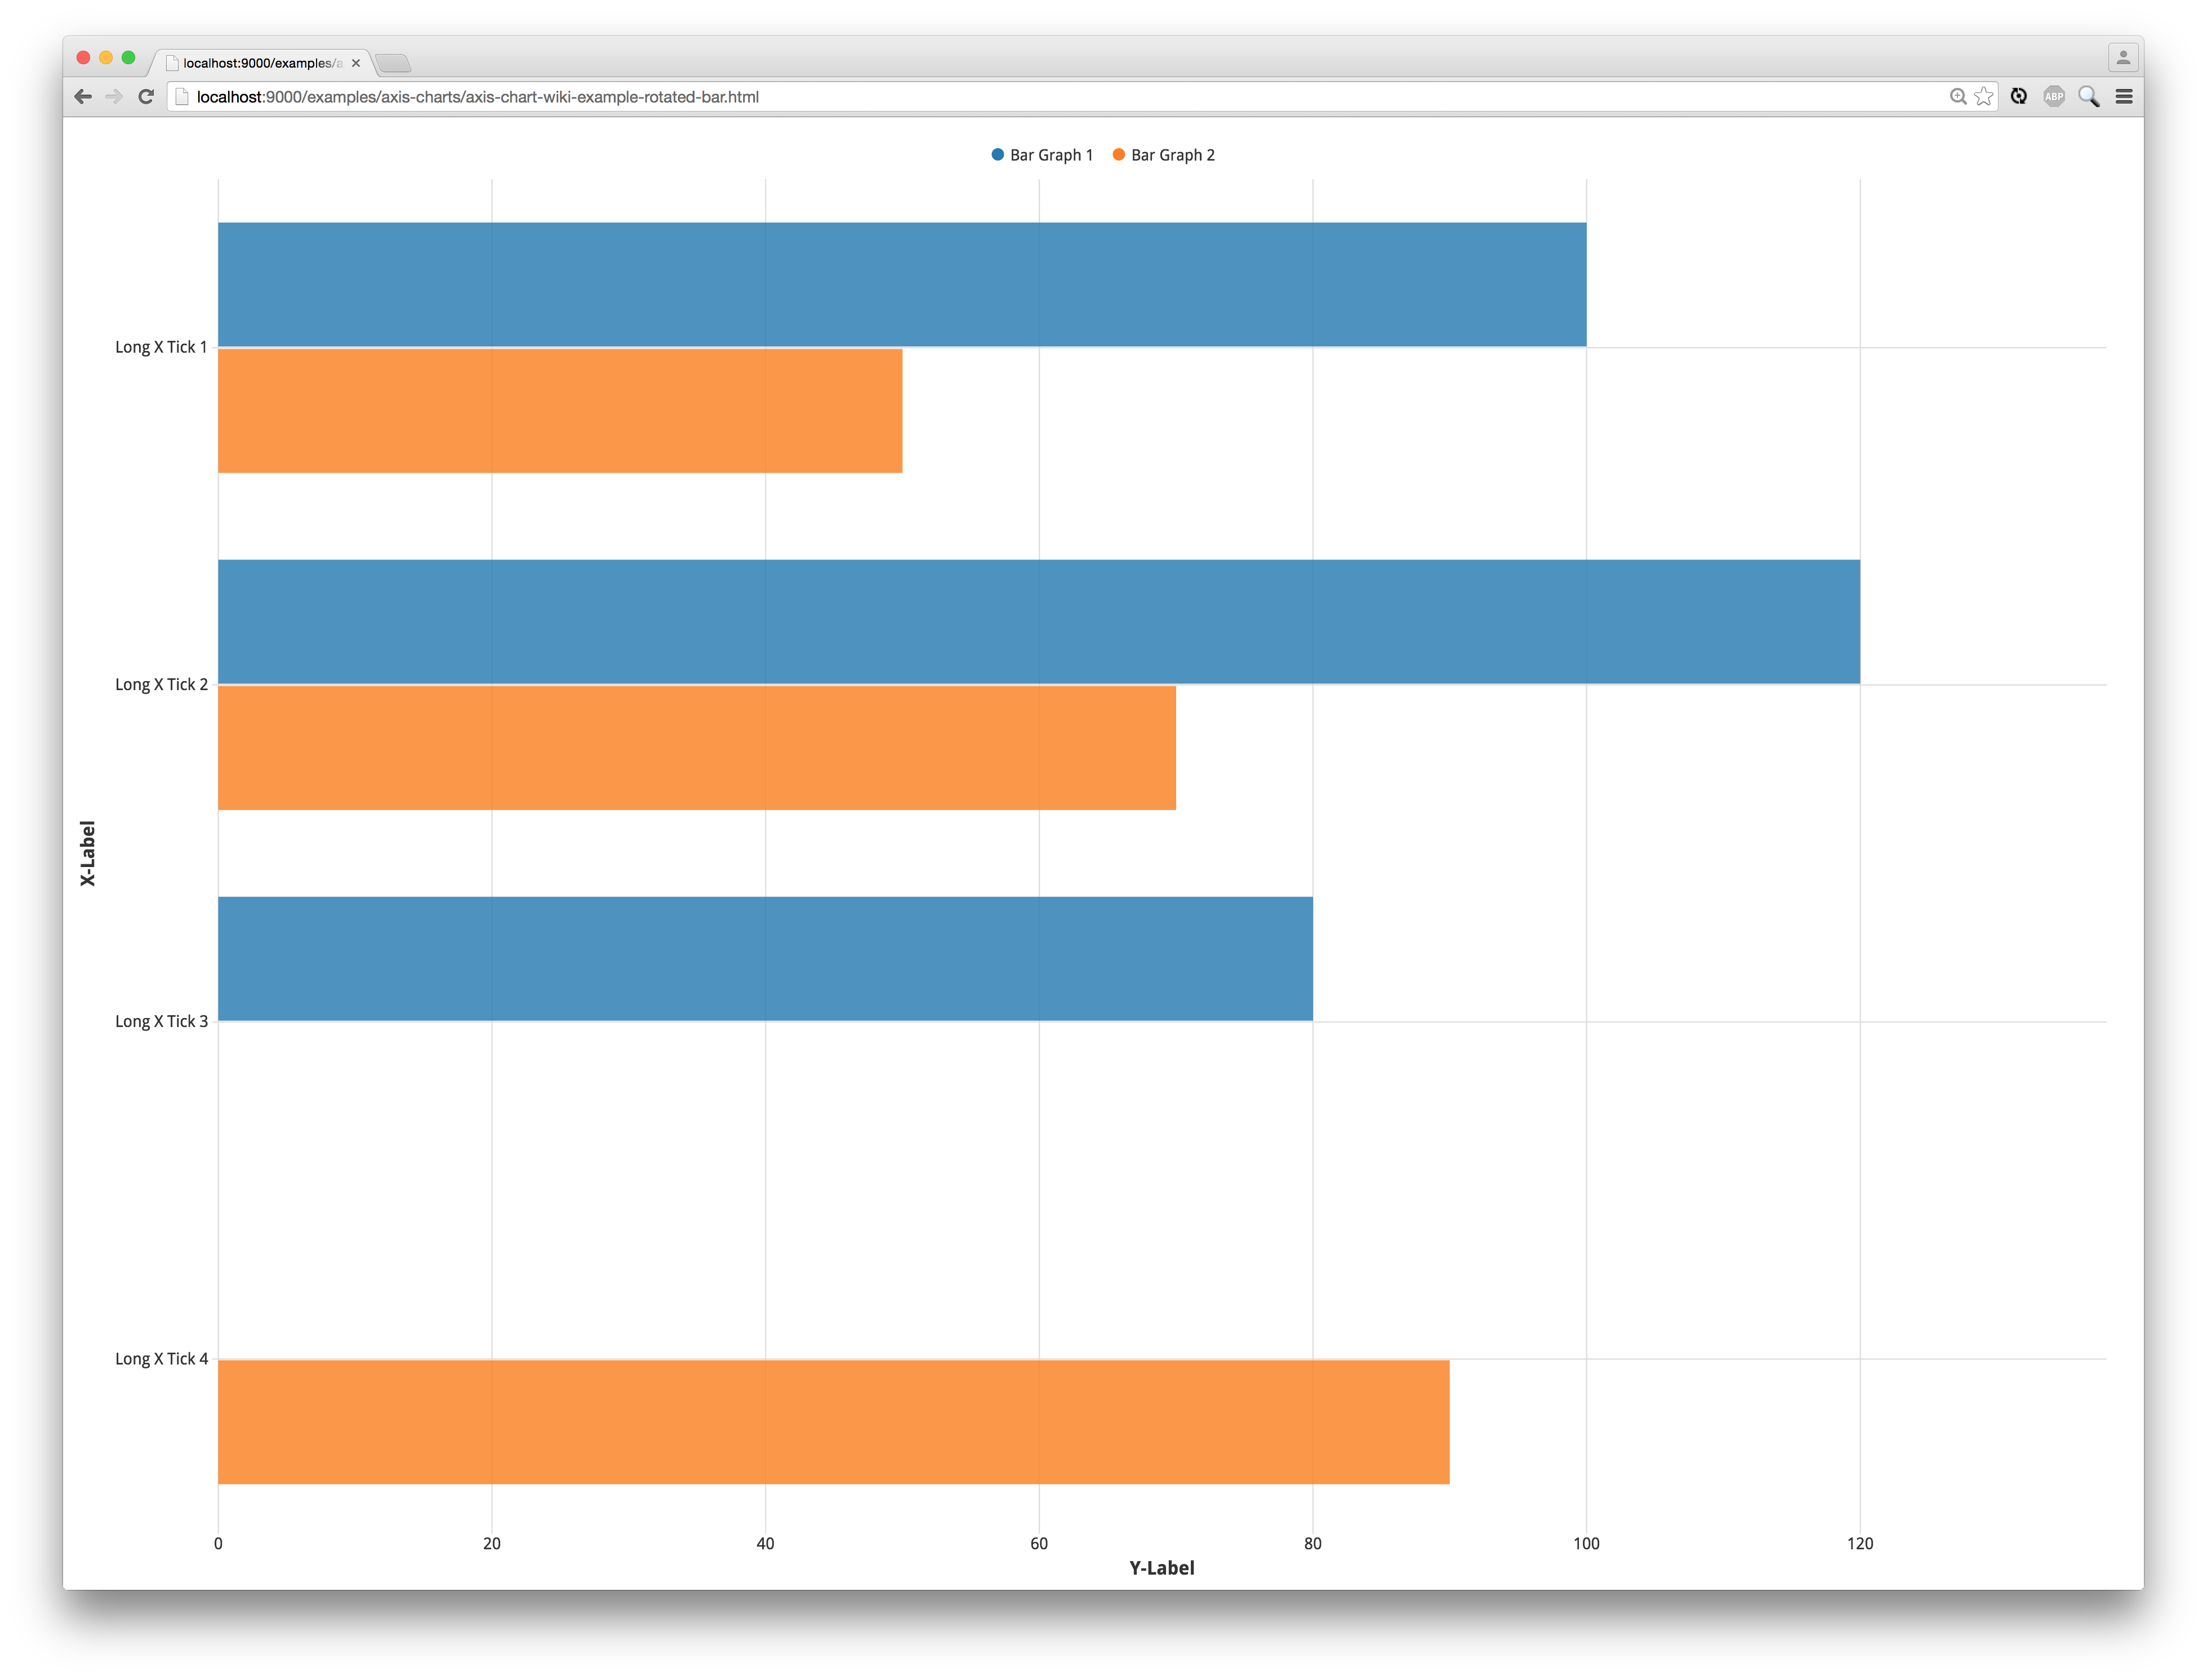 localhost:9000/examples/a
localhost:9000/examples/axis-charts/axis-chart-wiki-example-rotated-bar.html
ABP
Bar Graph 1 Bar Graph 2
Long X Tick 1
Long X Tick 2
X-Label
Long X Tick 3
Long X Tick 4
0 20 40 60 80 100 120
Y-Label